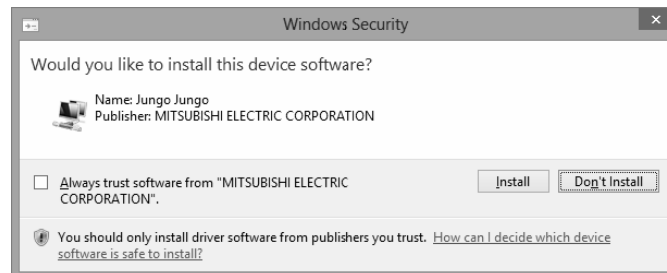 Windows Security
Would you like to install this device software?
Name: Jungo Jungo
Publisher: MITSUBISHI ELECTRIC CORPORATION
Always trust software from "MITSUBISHI ELECTRIC
CORPORATION".
Install
Don't Install
You should only install driver software from publishers you trust. How can I decide which device
software is safe to install?